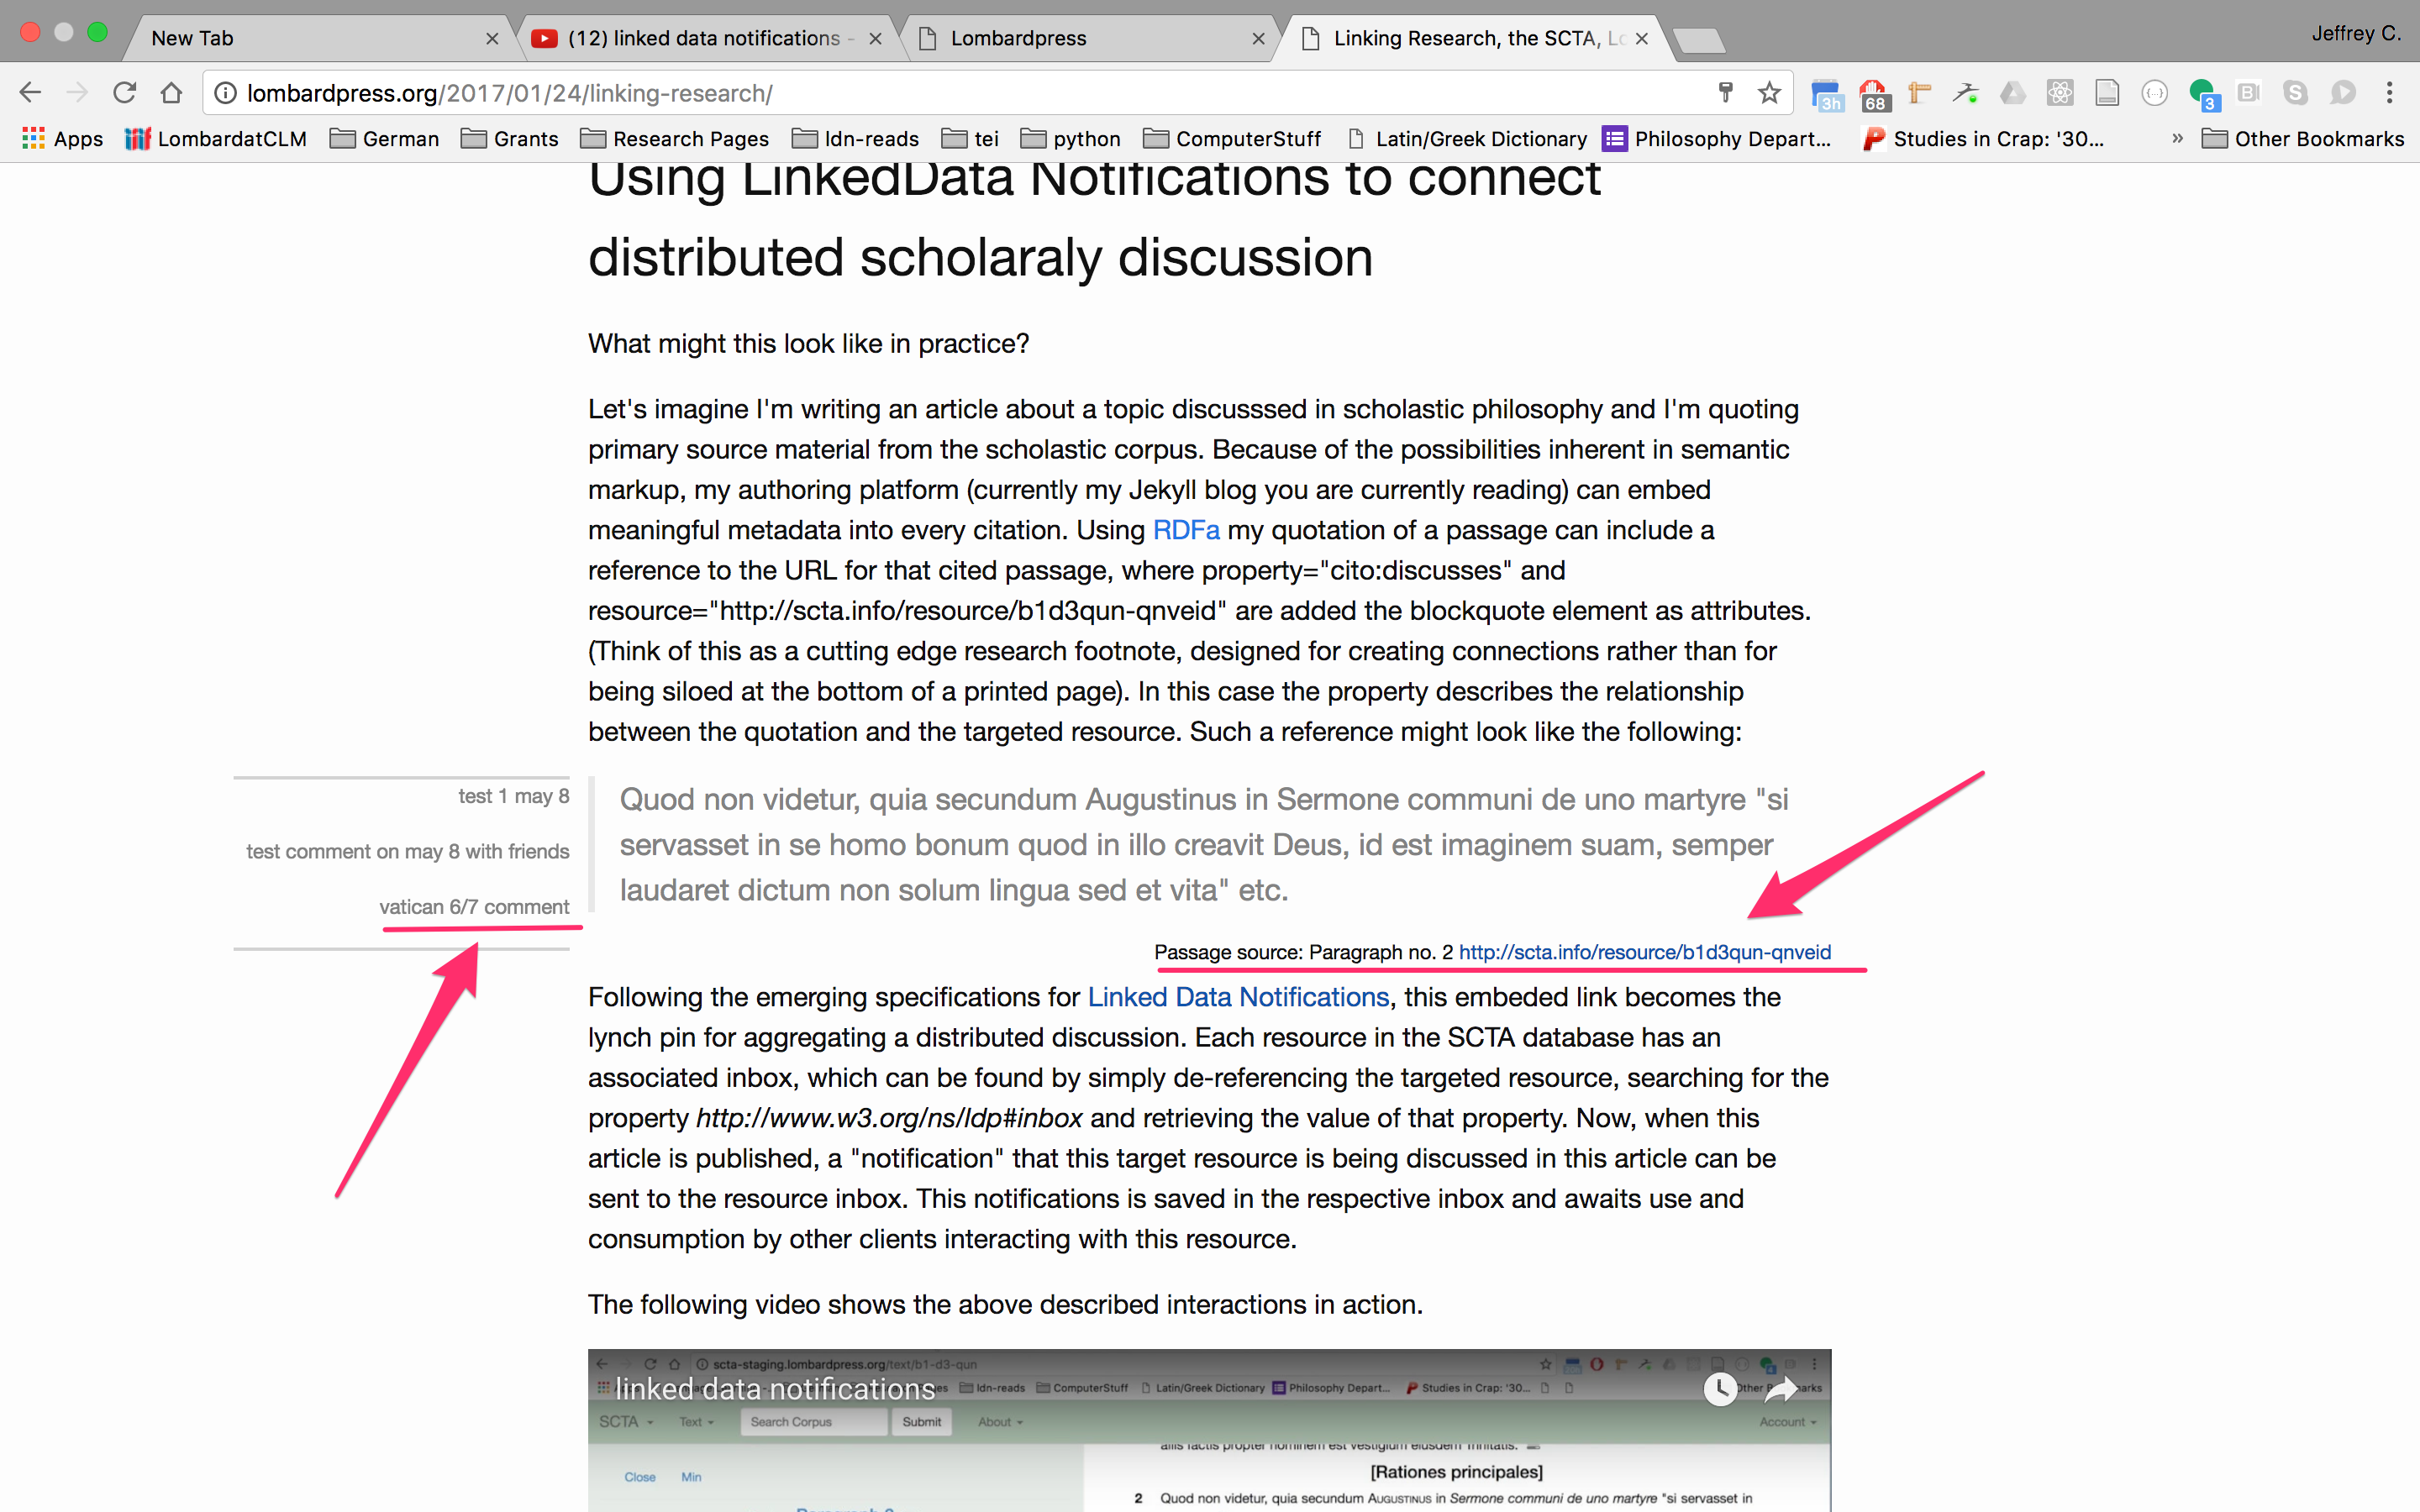 New Tab
(12) linked data notifications -
Lombardpress
Linking Research, the SCTA, Lo
Jeffrey C.
lombardpress.org/2017/01/24/linking-research/
3h
68
3
Apps
LombardatCLM
German
Grants
Research Pages
ldn-reads
tei
python
ComputerStuff
Latin/Greek Dictionary
Philosophy Depart...
Studies in Crap: '30...
»
Other Bookmarks
Using LinkedData Notifications to connect
distributed scholaraly discussion
What might this look like in practice?
Let's imagine I'm writing an article about a topic discusssed in scholastic philosophy and I'm quoting
primary source material from the scholastic corpus. Because of the possibilities inherent in semantic
markup, my authoring platform (currently my Jekyll blog you are currently reading) can embed
meaningful metadata into every citation. Using RDFa my quotation of a passage can include a
reference to the URL for that cited passage, where property="cito:discusses" and
resource="http://scta.info/resource/b1d3qun-qnveid" are added the blockquote element as attributes.
(Think of this as a cutting edge research footnote, designed for creating connections rather than for
being siloed at the bottom of a printed page). In this case the property describes the relationship
between the quotation and the targeted resource. Such a reference might look like the following:
test 1 may 8
test comment on may 8 with friends
vatican 6/7 comment
Quod non videtur, quia secundum Augustinus in Sermone communi de uno martyre "si
servasset in se homo bonum quod in illo creavit Deus, id est imaginem suam, semper
laudaret dictum non solum lingua sed et vita" etc.
Passage source: Paragraph no. 2 http://scta.info/resource/b1d3qun-qnveid
Following the emerging specifications for Linked Data Notifications, this embeded link becomes the
lynch pin for aggregating a distributed discussion. Each resource in the SCTA database has an
associated inbox, which can be found by simply de-referencing the targeted resource, searching for the
property http://www.w3.org/ns/ldp#inbox and retrieving the value of that property. Now, when this
article is published, a "notification" that this target resource is being discussed in this article can be
sent to the resource inbox. This notifications is saved in the respective inbox and awaits use and
consumption by other clients interacting with this resource.
The following video shows the above described interactions in action.
scta-staging.lombardpress.org/text/b1-d3-qun
linked data notifications
ldn-reads
ComputerStuff
Latin/Greek Dictionary
Philosophy Depart...
Studies in Crap: '30...
SCTA
Text
Search Corpus
Submit
About
Account
Close
Min
[Rationes principales]
2 Quod non videtur, quia secundum Augustinus in Sermone communi de uno martyre "si servasset in